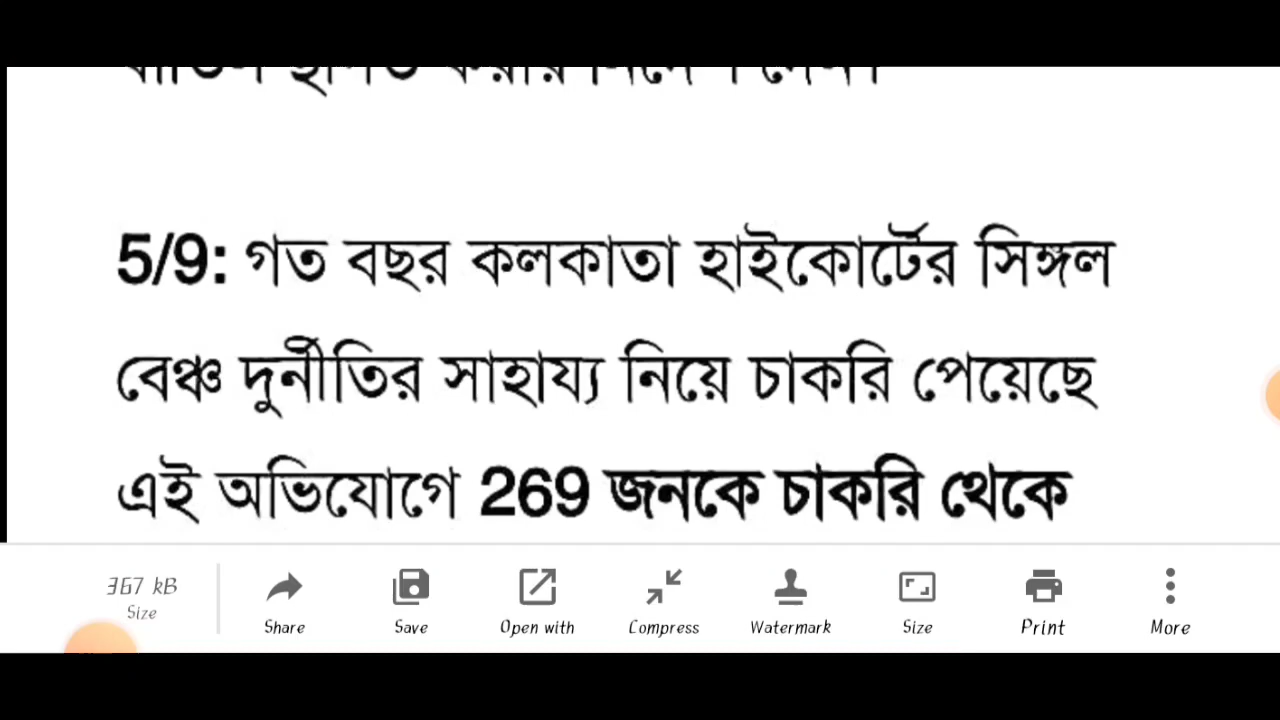 5/9: গত বছর কলকাতা হাইকোর্টের সিঙ্গল
বেঞ্চ দুর্নীতির সাহায্য নিয়ে চাকরি পেয়েছে
এই অভিযোগে 269 জনকে চাকরি থেকে
367 kB
Size
Share
Save
Open with
Compress
Watermark
Size
Print
More